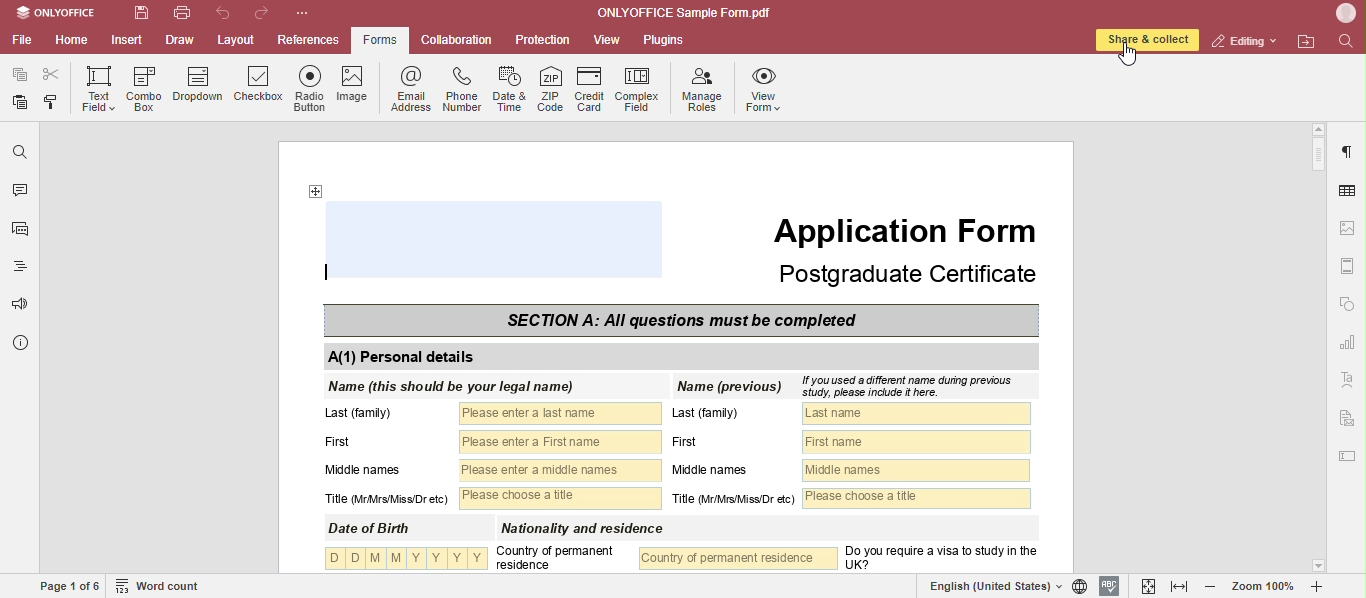 ONLYOFFICE
ONLYOFFICE Sample Form.pdf
File Home Insert Draw Layout References Forms Collaboration Protection View Plugins
Share & collect
Editing
Text Field
Combo Box
Dropdown
Checkbox
Radio Button
Image
@
Email Address
Phone Number
Date & Time
ZIP
ZIP Code
Credit Card
Complex Field
Manage Roles
View Form
Application Form
Postgraduate Certificate
SECTION A: All questions must be completed
A(1) Personal details
Name (this should be your legal name)
Name (previous)
If you used a different name during previous
study, please include it here.
Last (family) Please enter a last name Last (family) Last name
First Please enter a First name First First name
Middle names Please enter a middle names Middle names Middle names
Title (Mr/Mrs/Miss/Dr etc) Please choose a title Title (Mr/Mrs/Miss/Dr etc) Please choose a title
Date of Birth Nationality and residence
D D M M Y Y Y Y
Country of permanent
residence
Country of permanent residence
Do you require a visa to study in the
UK?
Page 1 of 6
123 Word count
English (United States)
ABC
Zoom 100%